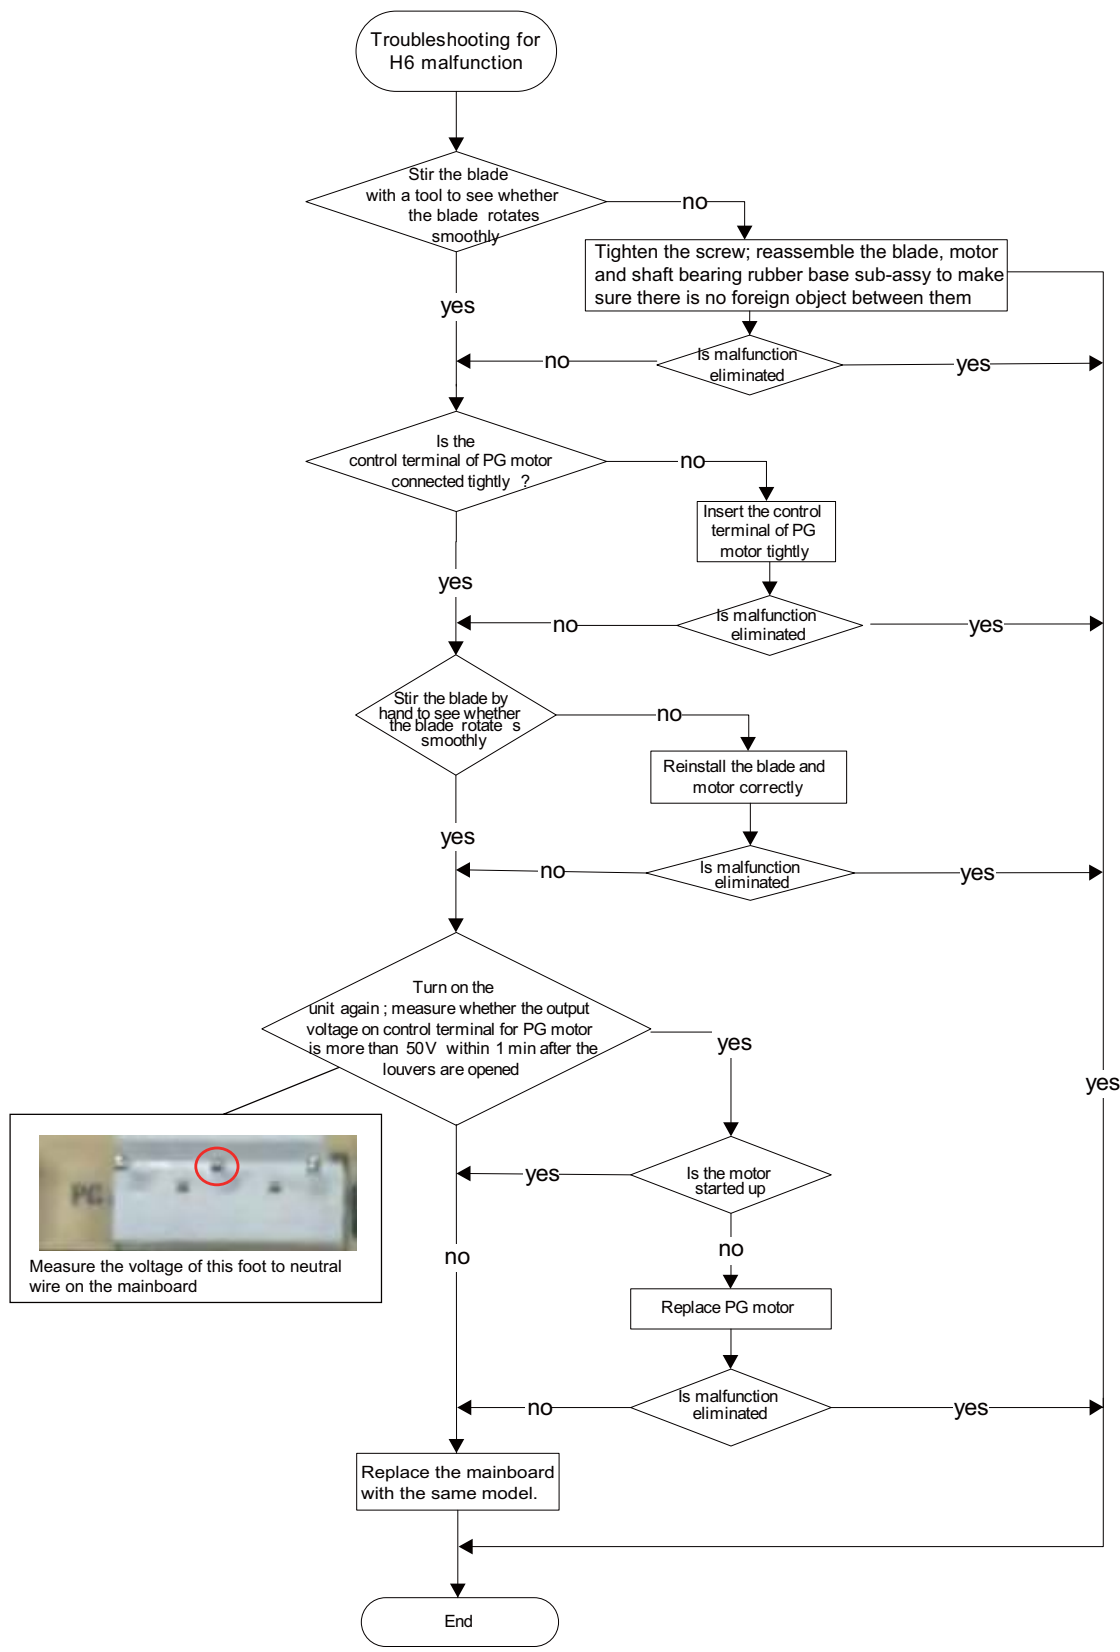 Troubleshooting for
H6 malfunction
Stir the blade
with a tool to see whether
the blade rotates
smoothly
no
Tighten the screw; reassemble the blade, motor
and shaft bearing rubber base sub-assy to make
sure there is no foreign object between them
yes
Is malfunction
eliminated
no
yes
Is the
control terminal of PG motor
connected tightly ?
no
Insert the control
terminal of PG
motor tightly
yes
Is malfunction
eliminated
no
yes
Stir the blade by
hand to see whether
the blade rotate s
smoothly
no
Reinstall the blade and
motor correctly
yes
Is malfunction
eliminated
no
yes
Turn on the
unit again ; measure whether the output
voltage on control terminal for PG motor
is more than 50V within 1 min after the
louvers are opened
yes
yes
PG
Measure the voltage of this foot to neutral
wire on the mainboard
Is the motor
started up
yes
no
no
Replace PG motor
Is malfunction
eliminated
no
yes
Replace the mainboard
with the same model.
End